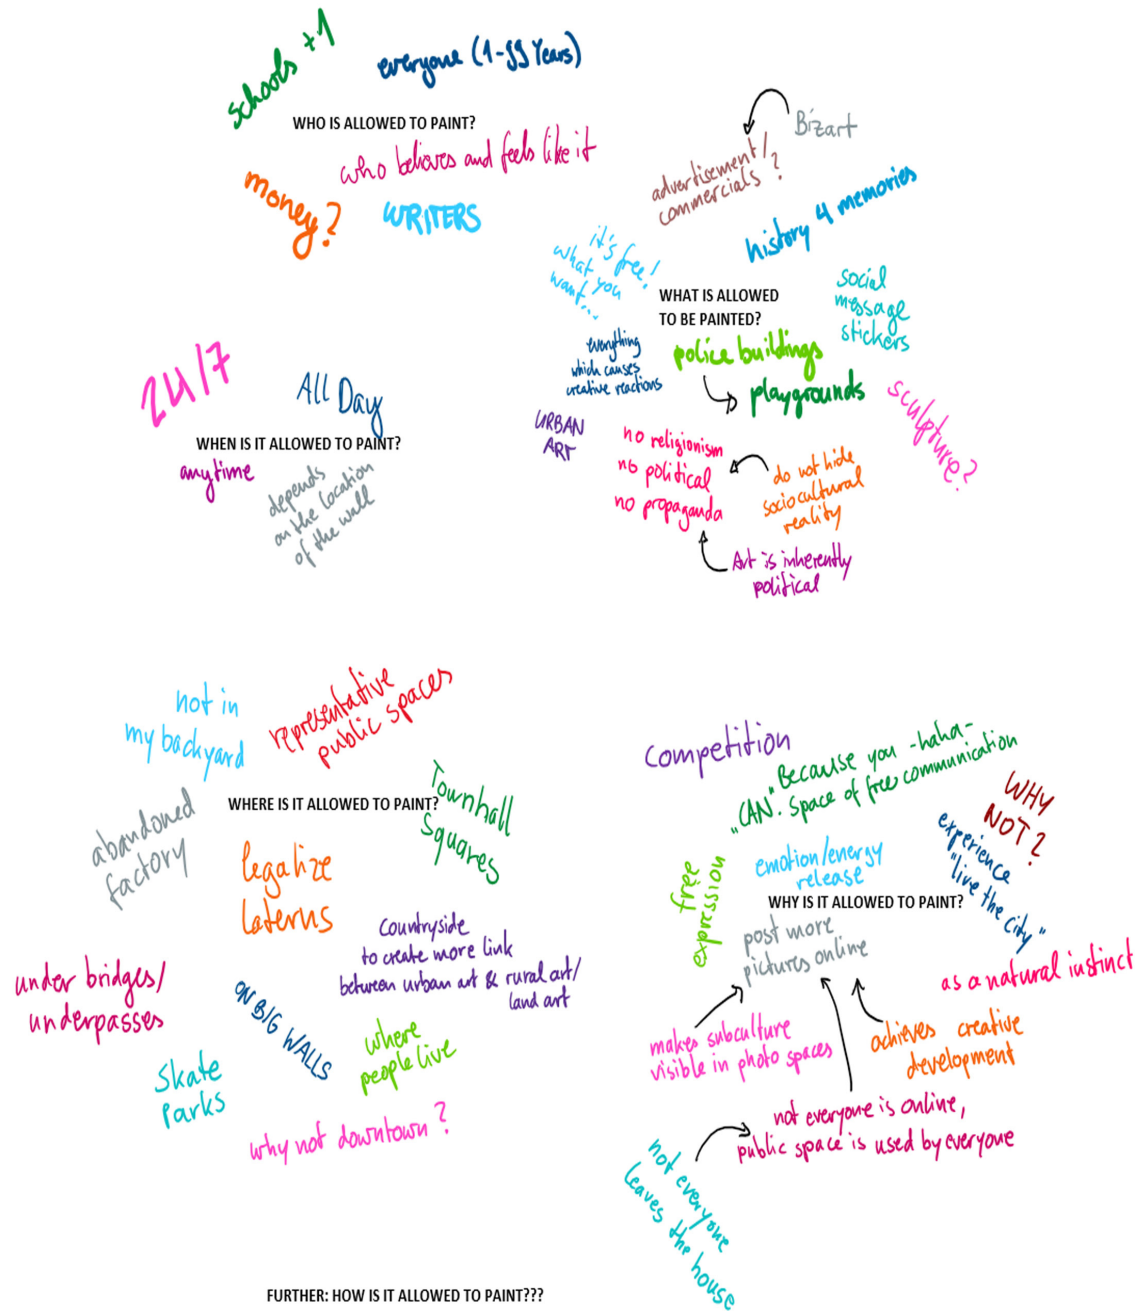 schools +1
everyone (1-99 Years)
WHO IS ALLOWED TO PAINT?
who believes and feels like it
money?
WRITERS
Bizart
advertisement/
commercials?
history & memories
it's free!
what you
want...
WHAT IS ALLOWED
TO BE PAINTED?
social
message
stickers
everything
which causes
creative reactions
police buildings
playgrounds
sculpture?
URBAN
ART
no religionism
no political
no propaganda
do not hide
sociocultural
reality
Art is inherently
political
24/7
All Day
WHEN IS IT ALLOWED TO PAINT?
anytime
depends
on the location
of the wall
not in
my backyard
representative
public spaces
WHERE IS IT ALLOWED TO PAINT?
Townhall
Squares
abandoned
factory
legalize
laterns
Countryside
to create more link
between urban art & rural art/
land art
under bridges/
underpasses
ON BIG WALLS
where
people live
Skate
Parks
why not downtown?
Competition
Because you -haha-
"CAN". Space of free communication
WHY
NOT?
experience
"live the city"
emotion/energy
release
free
expression
WHY IS IT ALLOWED TO PAINT?
post more
pictures online
as a natural instinct
makes subculture
visible in photo spaces
achieves creative
development
not everyone is online,
public space is used by everyone
not everyone
leaves the house
FURTHER: HOW IS IT ALLOWED TO PAINT???